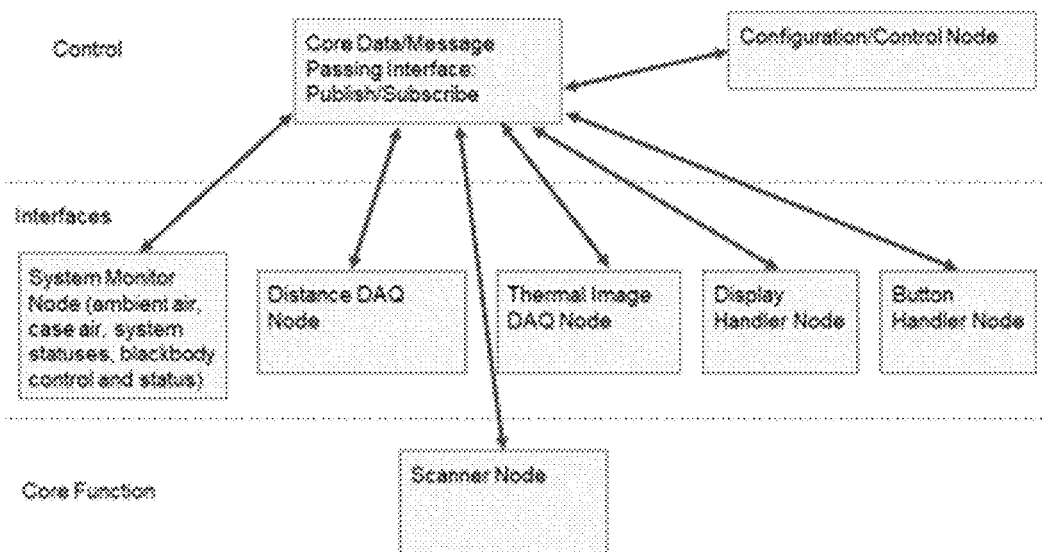 Control
Core Data/Message
Passing Interface:
Publish/Subscribe
Configuration/Control Node
Interfaces
System Monitor
Node (ambient air,
case air, system
statuses, blackbody
control and status)
Distance DAQ
Node
Thermal Image
DAQ Node
Display
Handler Node
Button
Handler Node
Core Function
Scanner Node